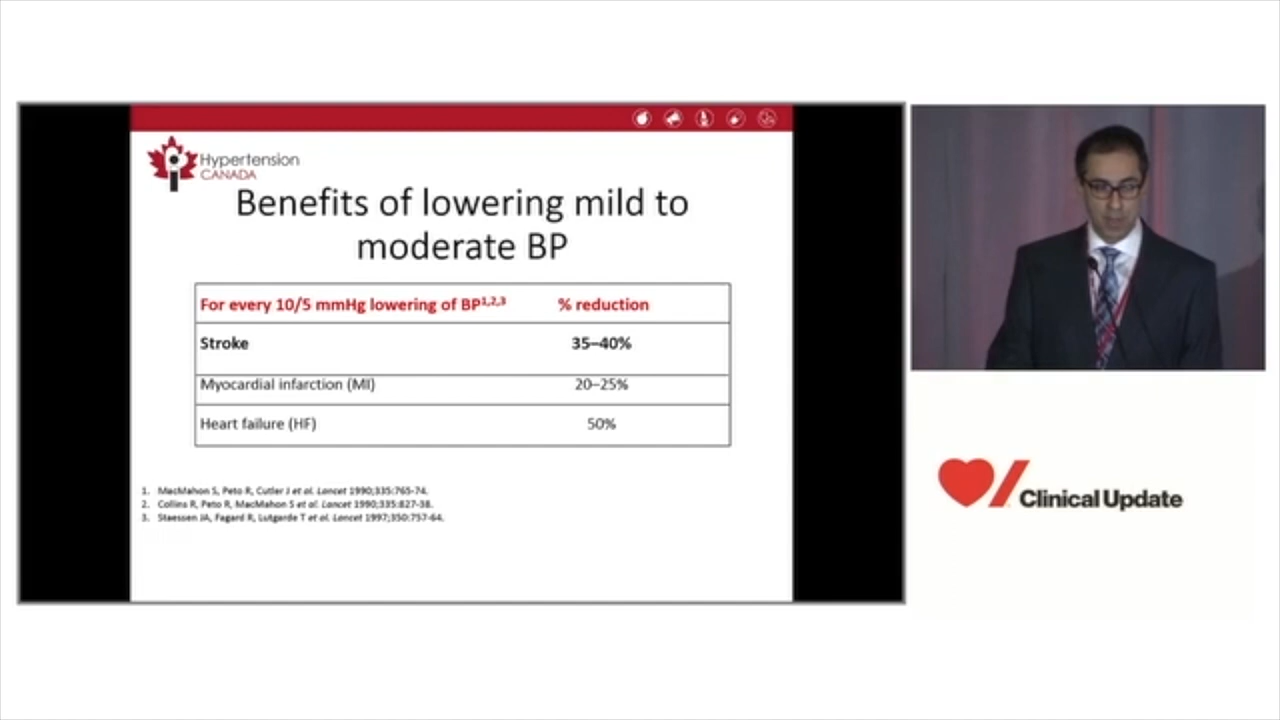 Hypertension
CANADA
Benefits of lowering mild to
moderate BP
For every 10/5 mmHg lowering of BP1,2,3 % reduction
Stroke 35–40%
Myocardial infarction (MI) 20–25%
Heart failure (HF) 50%
1. MacMahon S, Peto R, Cutler J et al. Lancet 1990;335:765-74.
2. Collins R, Peto R, MacMahon S et al. Lancet 1990;335:827-38.
3. Staessen JA, Fagard R, Lutgarde T et al. Lancet 1997;350:757-64.
Clinical Update